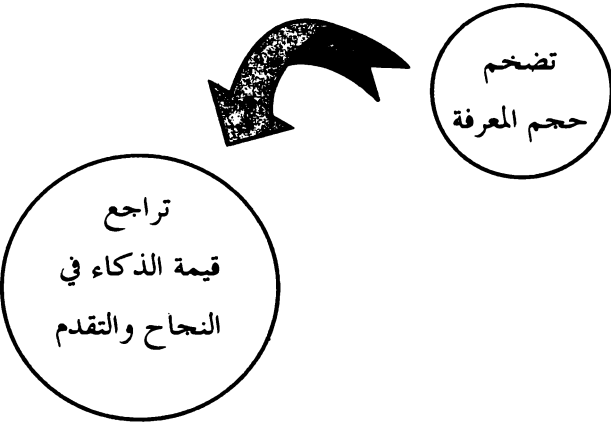 تضخم
حجم المعرفة
تراجع
قيمة الذكاء في
النجاح والتقدم